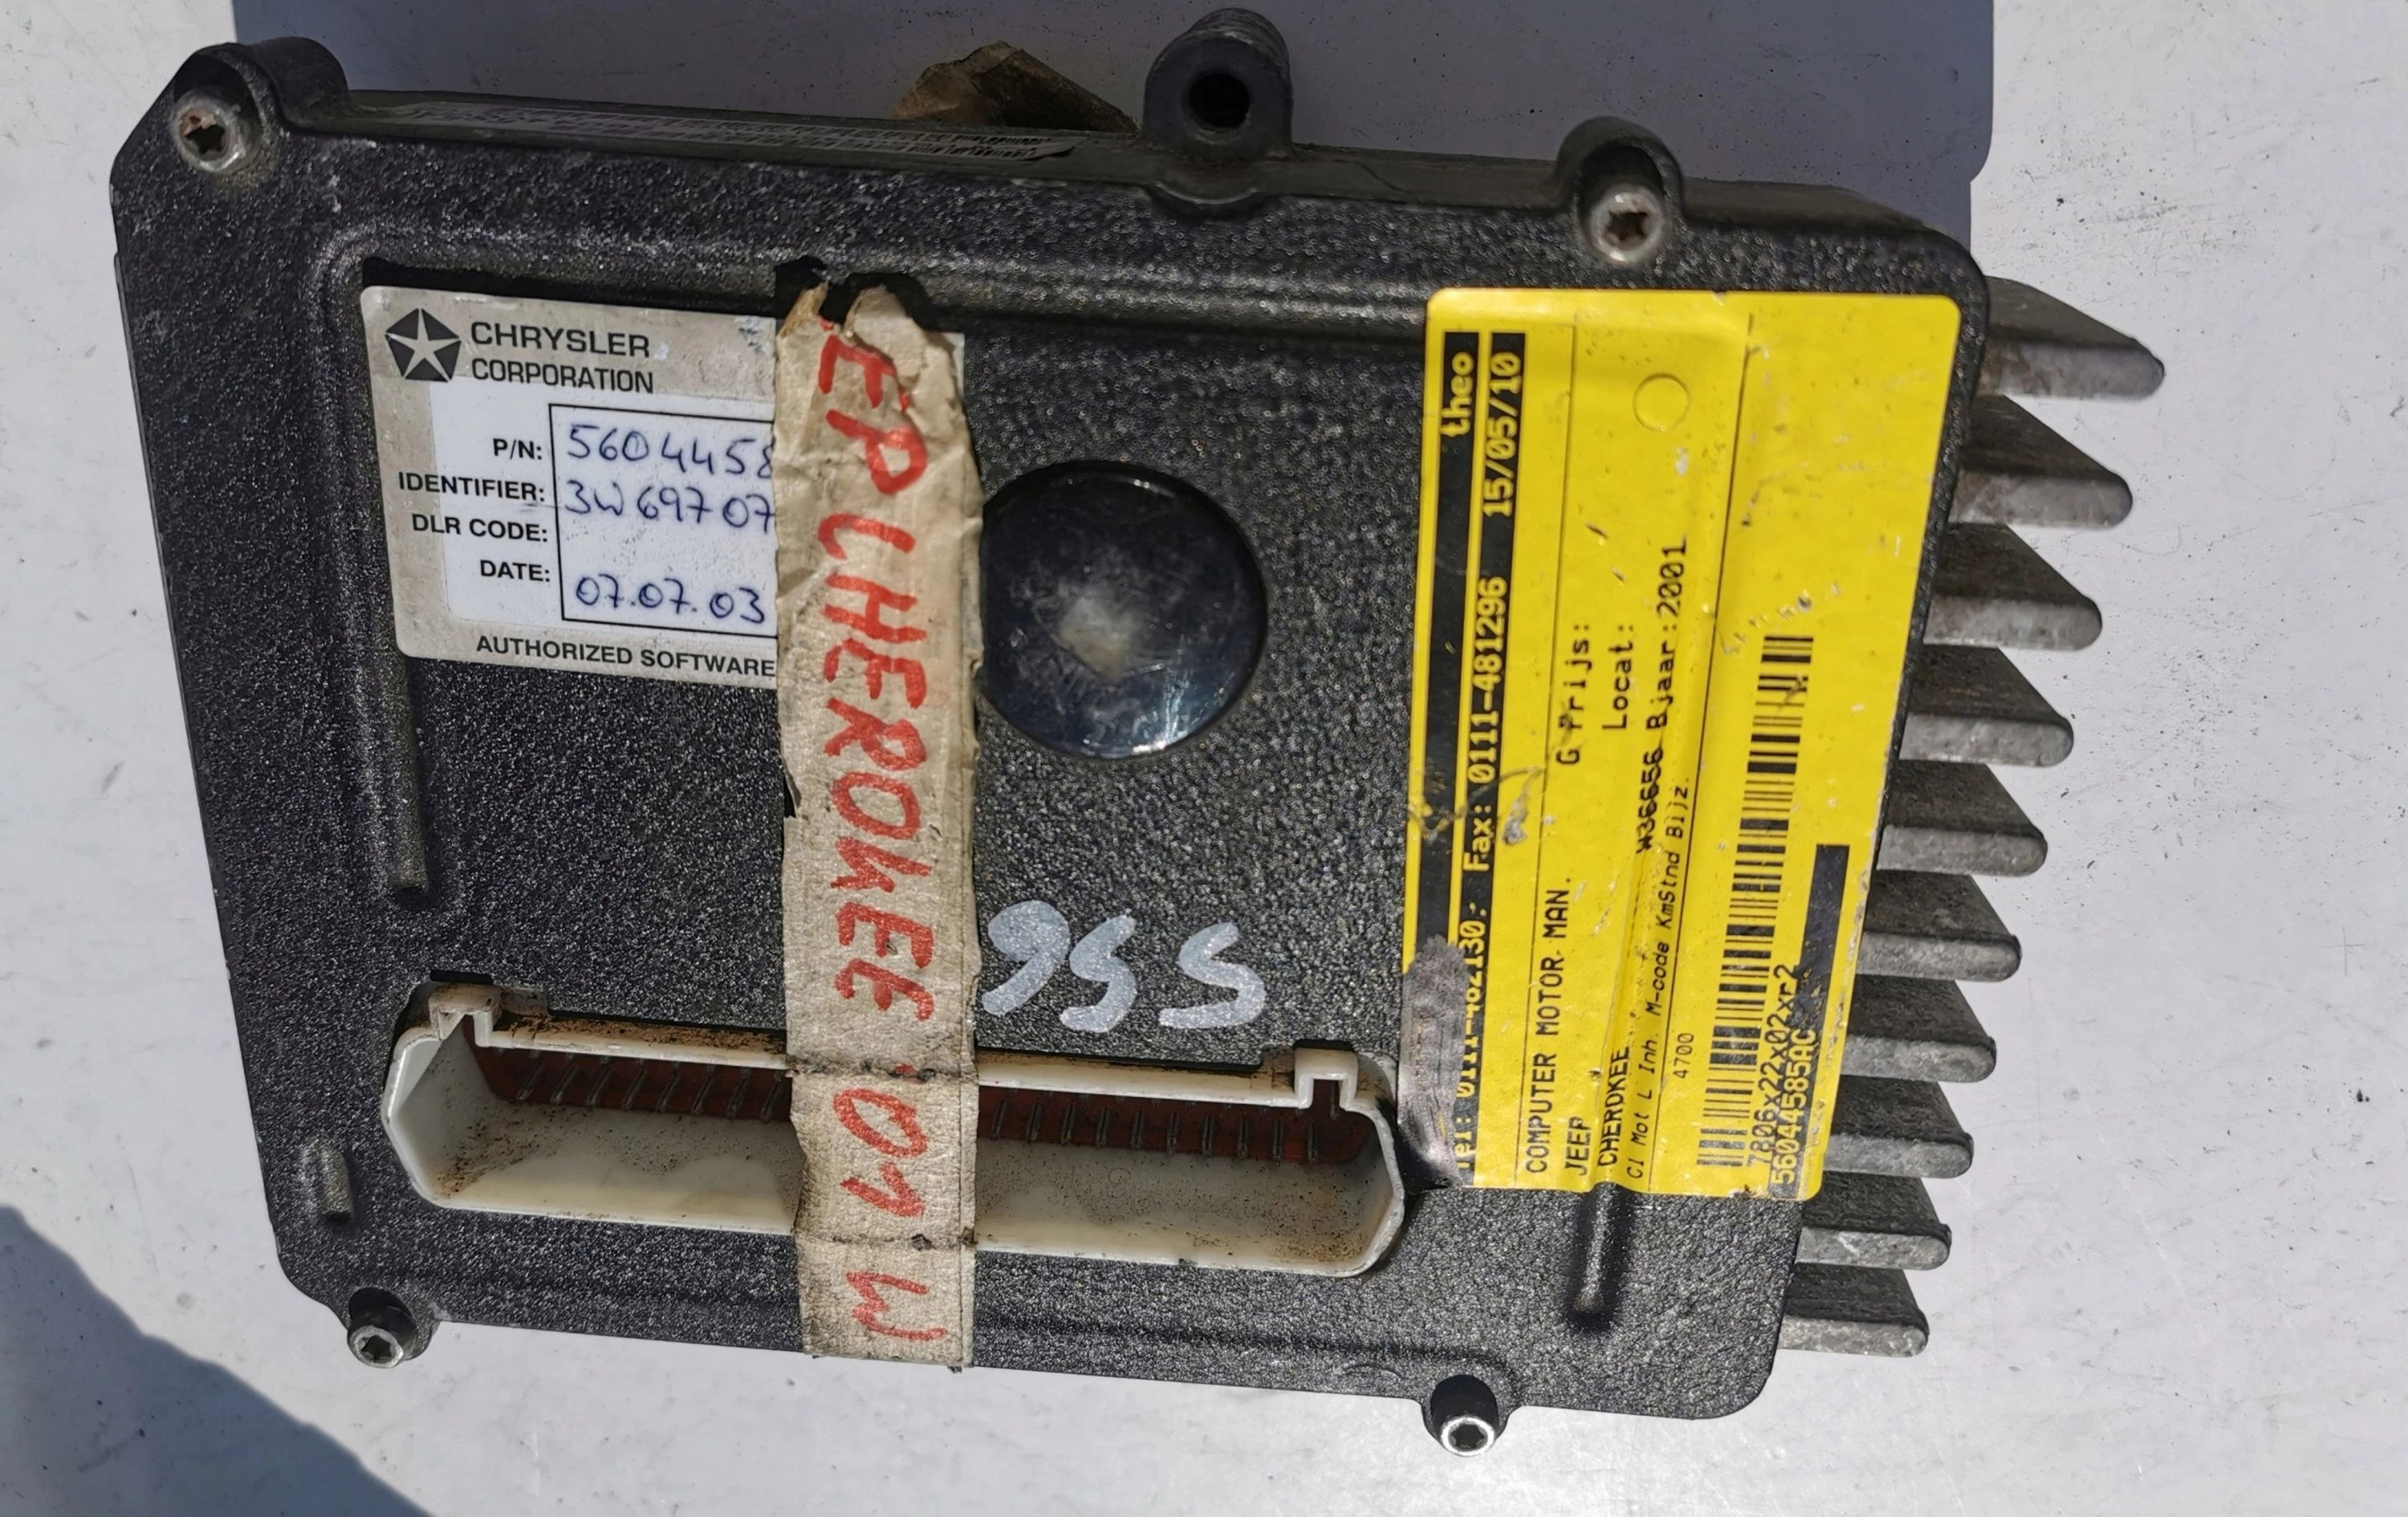 CHRYSLER
CORPORATION
P/N: 5604458
IDENTIFIER: 3W69707
DLR CODE:
DATE: 07.07.03
AUTHORIZED SOFTWARE
EP CHEROKEE '01 W
556
theo
Fax: 0111-481296 15/05/10
COMPUTER MOTOR MAN. G Prijs:
JEEP Locat:
CHEROKEE W36656 Bjaar:2001
Cl Mot L Inh. M-code KmStnd Bijz.
4700
7806x22x02xr2
56044585AC